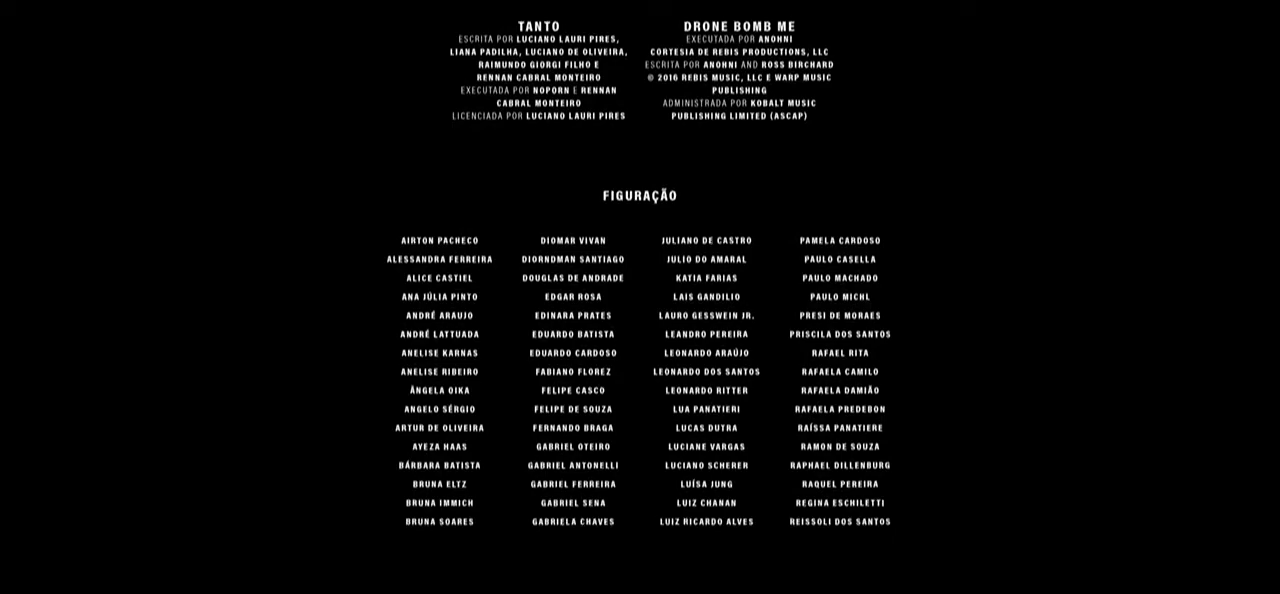 TANTO
ESCRITA POR LUCIANO LAURI PIRES,
LIANA PADILHA, LUCIANO DE OLIVEIRA,
RAIMUNDO GIORGI FILHO E
RENNAN CABRAL MONTEIRO
EXECUTADA POR NOPORN E RENNAN
CABRAL MONTEIRO
LICENCIADA POR LUCIANO LAURI PIRES
DRONE BOMB ME
EXECUTADA POR ANOHNI
CORTESIA DE REBIS PRODUCTIONS, LLC
ESCRITA POR ANOHNI AND ROSS BIRCHARD
© 2016 REBIS MUSIC, LLC E WARP MUSIC
PUBLISHING
ADMINISTRADA POR KOBALT MUSIC
PUBLISHING LIMITED (ASCAP)
FIGURAÇÃO
AIRTON PACHECO
ALESSANDRA FERREIRA
ALICE CASTIEL
ANA JÚLIA PINTO
ANDRÉ ARAUJO
ANDRÉ LATTUADA
ANELISE KARNAS
ANELISE RIBEIRO
ÂNGELA OIKA
ANGELO SÉRGIO
ARTUR DE OLIVEIRA
AYEZA HAAS
BÁRBARA BATISTA
BRUNA ELTZ
BRUNA IMMICH
BRUNA SOARES
DIOMAR VIVAN
DIORNDMAN SANTIAGO
DOUGLAS DE ANDRADE
EDGAR ROSA
EDINARA PRATES
EDUARDO BATISTA
EDUARDO CARDOSO
FABIANO FLOREZ
FELIPE CASCO
FELIPE DE SOUZA
FERNANDO BRAGA
GABRIEL OTEIRO
GABRIEL ANTONELLI
GABRIEL FERREIRA
GABRIEL SENA
GABRIELA CHAVES
JULIANO DE CASTRO
JULIO DO AMARAL
KATIA FARIAS
LAIS GANDILIO
LAURO GESSWEIN JR.
LEANDRO PEREIRA
LEONARDO ARAÚJO
LEONARDO DOS SANTOS
LEONARDO RITTER
LUA PANATIERI
LUCAS DUTRA
LUCIANE VARGAS
LUCIANO SCHERER
LUÍSA JUNG
LUIZ CHANAN
LUIZ RICARDO ALVES
PAMELA CARDOSO
PAULO CASELLA
PAULO MACHADO
PAULO MICHL
PRESI DE MORAES
PRISCILA DOS SANTOS
RAFAEL RITA
RAFAELA CAMILO
RAFAELA DAMIÃO
RAFAELA PREDEBON
RAÍSSA PANATIERE
RAMON DE SOUZA
RAPHAEL DILLENBURG
RAQUEL PEREIRA
REGINA ESCHILETTI
REISSOLI DOS SANTOS